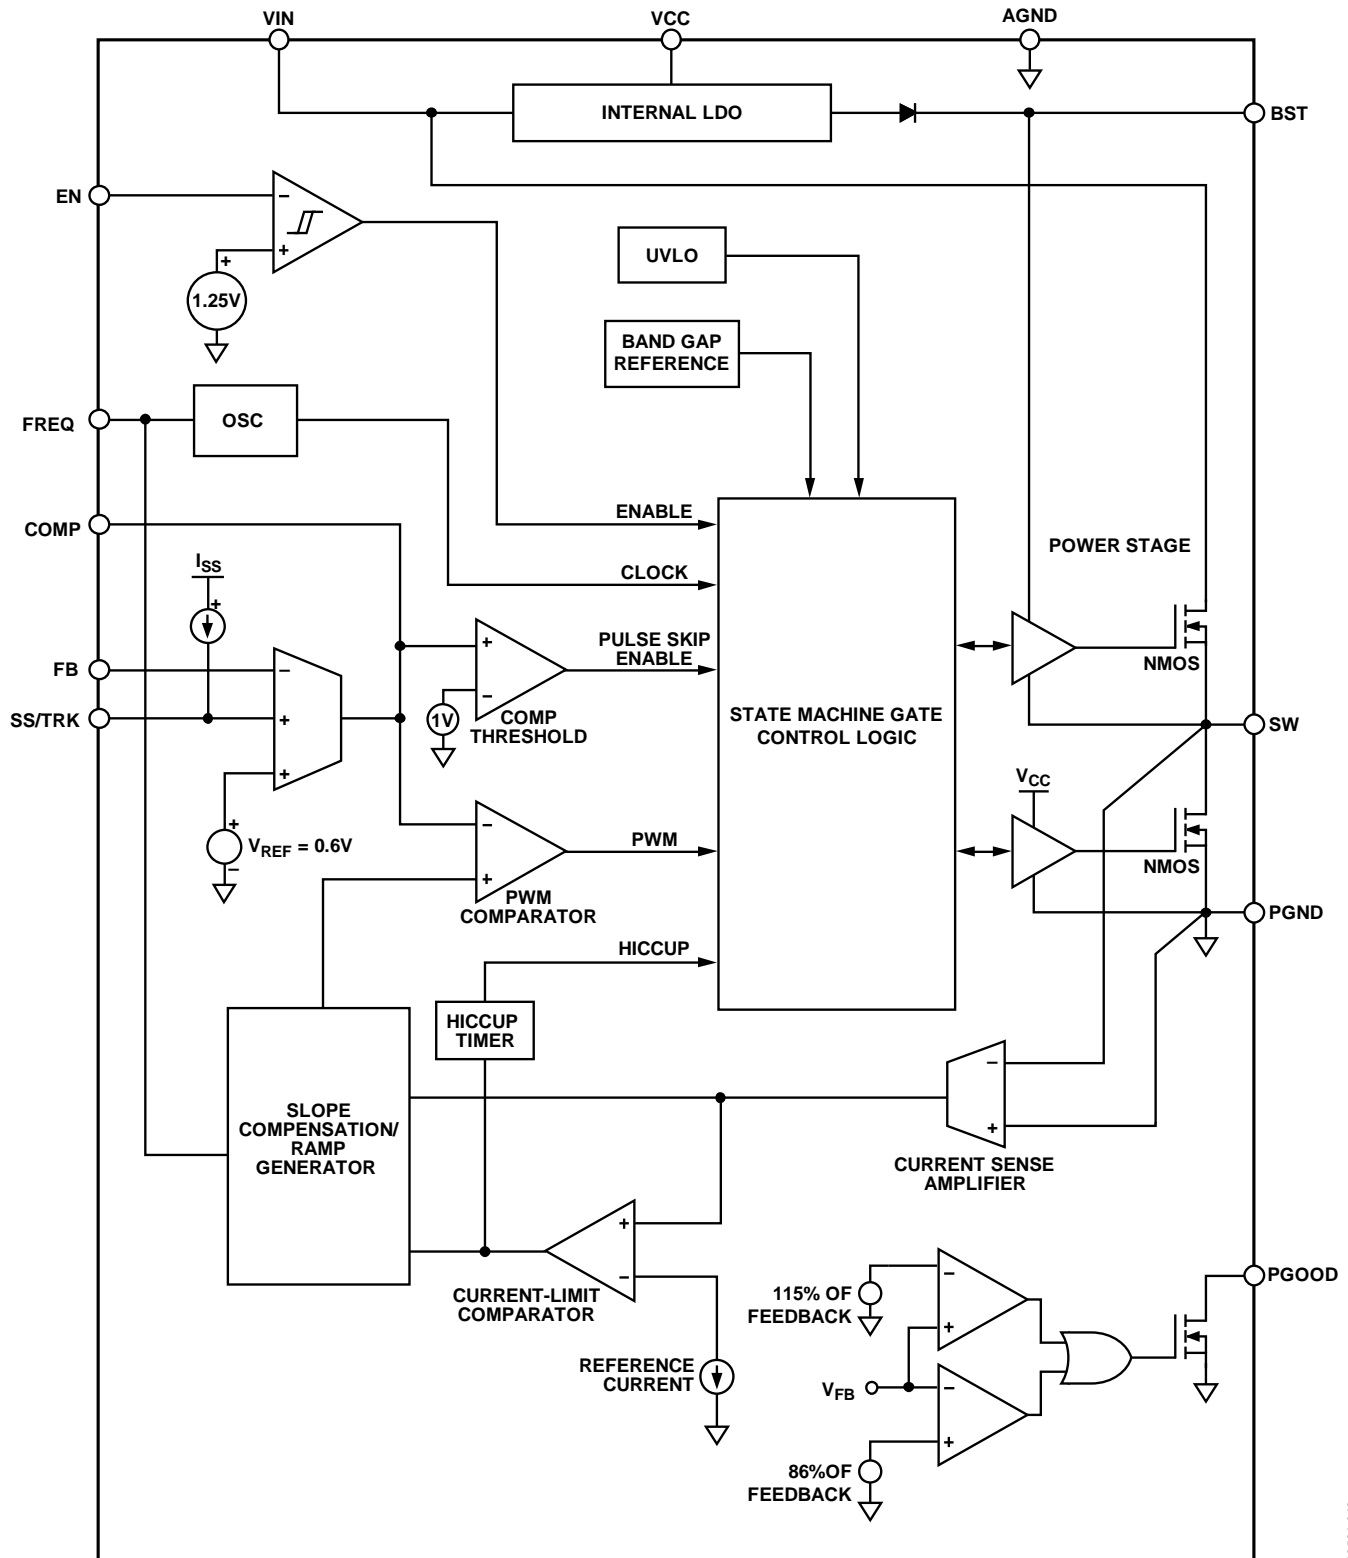 VIN
VCC
AGND
INTERNAL LDO
BST
EN
−
+
+
1.25V
UVLO
BAND GAP
REFERENCE
FREQ
OSC
ENABLE
COMP
POWER STAGE
ISS
+
CLOCK
PULSE SKIP
ENABLE
+
−
1V
COMP
THRESHOLD
FB
−
SS/TRK
+
+
NMOS
STATE MACHINE GATE
CONTROL LOGIC
SW
VCC
+
VREF = 0.6V
−
−
+
PWM
PWM
COMPARATOR
NMOS
PGND
HICCUP
HICCUP
TIMER
SLOPE
COMPENSATION/
RAMP
GENERATOR
−
+
CURRENT SENSE
AMPLIFIER
+
−
CURRENT-LIMIT
COMPARATOR
REFERENCE
CURRENT
115% OF
FEEDBACK
−
+
PGOOD
VFB
−
+
86%OF
FEEDBACK